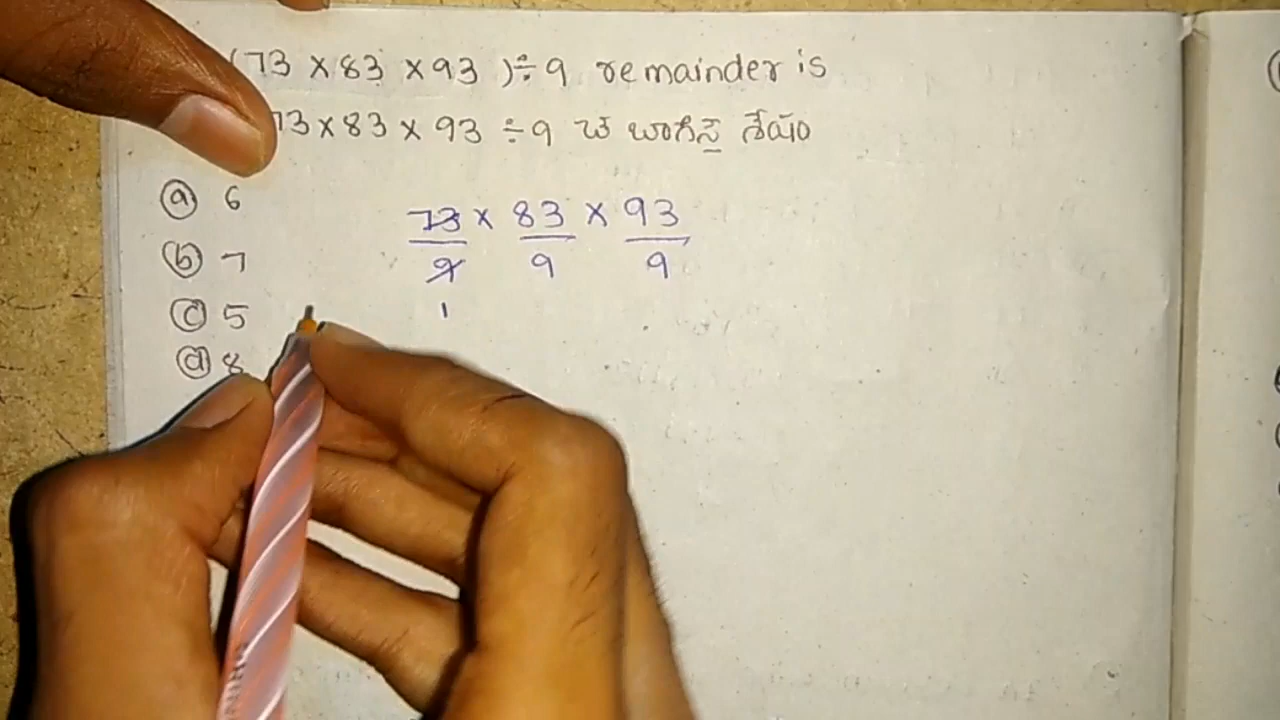 (73 × 83 × 93 ) ÷ 9 remainder is
73 × 83 × 93 ÷ 9 చే బాగిస్తె శేషం
ⓐ 6
ⓑ 7
ⓒ 5
ⓓ 8
73 × 83 × 93
9 9 9
1